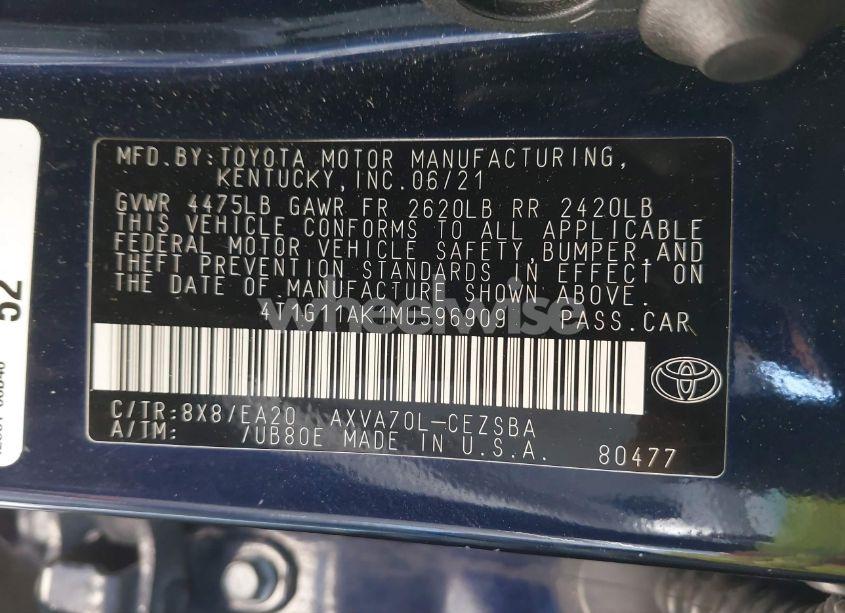 MFD.BY:TOYOTA MOTOR MANUFACTURING,
KENTUCKY,INC.06/21
GVWR 4475LB GAWR FR 2620LB RR 2420LB
THIS VEHICLE CONFORMS TO ALL APPLICABLE
FEDERAL MOTOR VEHICLE SAFETY,BUMPER,AND
THEFT PREVENTION STANDARDS IN EFFECT ON
THE DATE OF MANUFACTURE SHOWN ABOVE.
wheelwise
4T1G11AK1MU596909 PASS.CAR
C/TR:8X8/EA20 AXVA70L-CEZSBA
A/TM: /UB80E MADE IN U.S.A. 80477
52